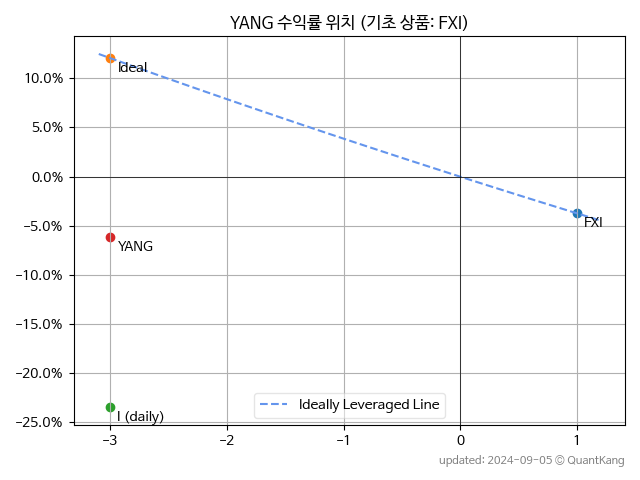 YANG 수익률 위치 (기초 상품: FXI)
10.0%
5.0%
0.0%
-5.0%
-10.0%
-15.0%
-20.0%
-25.0%
Ideal
FXI
YANG
I (daily)
Ideally Leveraged Line
-3
-2
-1
0
1
updated: 2024-09-05 © QuantKang